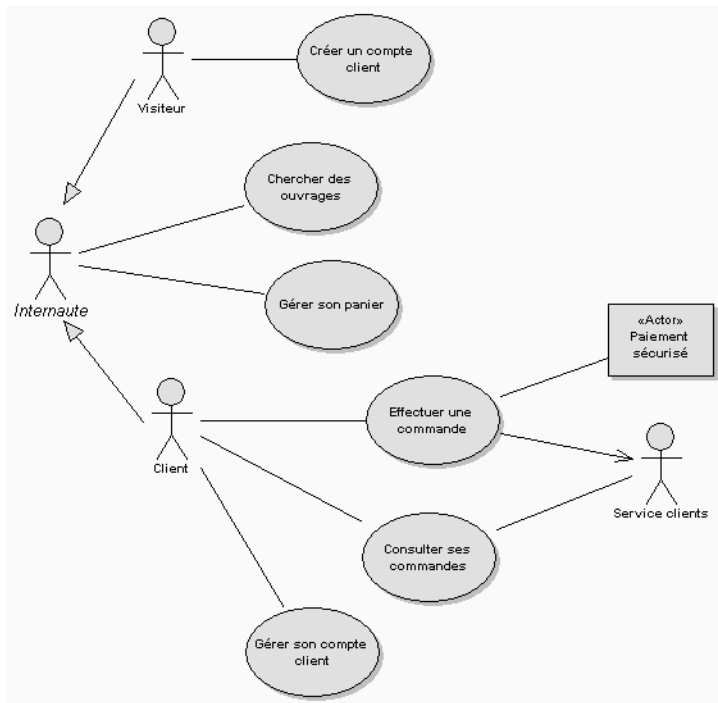 Créer un compte
client
Visiteur
Chercher des
ouvrages
Internaute
Gérer son panier
«Actor»
Paiement
sécurisé
Effectuer une
commande
Client
Service clients
Consulter ses
commandes
Gérer son compte
client